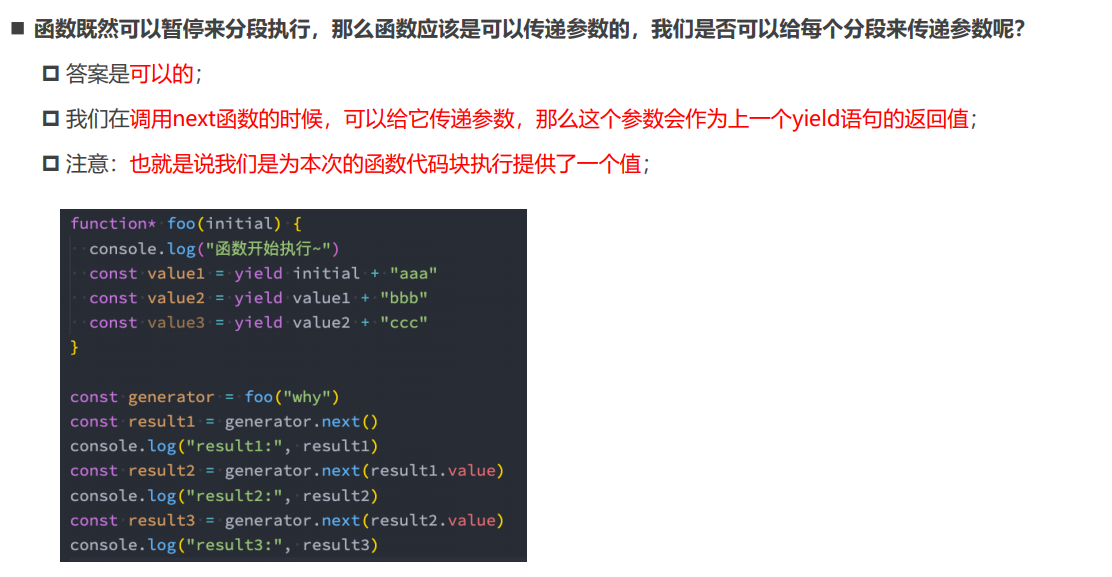 函数既然可以暂停来分段执行，那么函数应该是可以传递参数的，我们是否可以给每个分段来传递参数呢？
答案是可以的；
我们在调用next函数的时候，可以给它传递参数，那么这个参数会作为上一个yield语句的返回值；
注意：也就是说我们是为本次的函数代码块执行提供了一个值；
function* foo(initial) {
  console.log("函数开始执行~")
  const value1 = yield initial + "aaa"
  const value2 = yield value1 + "bbb"
  const value3 = yield value2 + "ccc"
}
const generator = foo("why")
const result1 = generator.next()
console.log("result1:", result1)
const result2 = generator.next(result1.value)
console.log("result2:", result2)
const result3 = generator.next(result2.value)
console.log("result3:", result3)